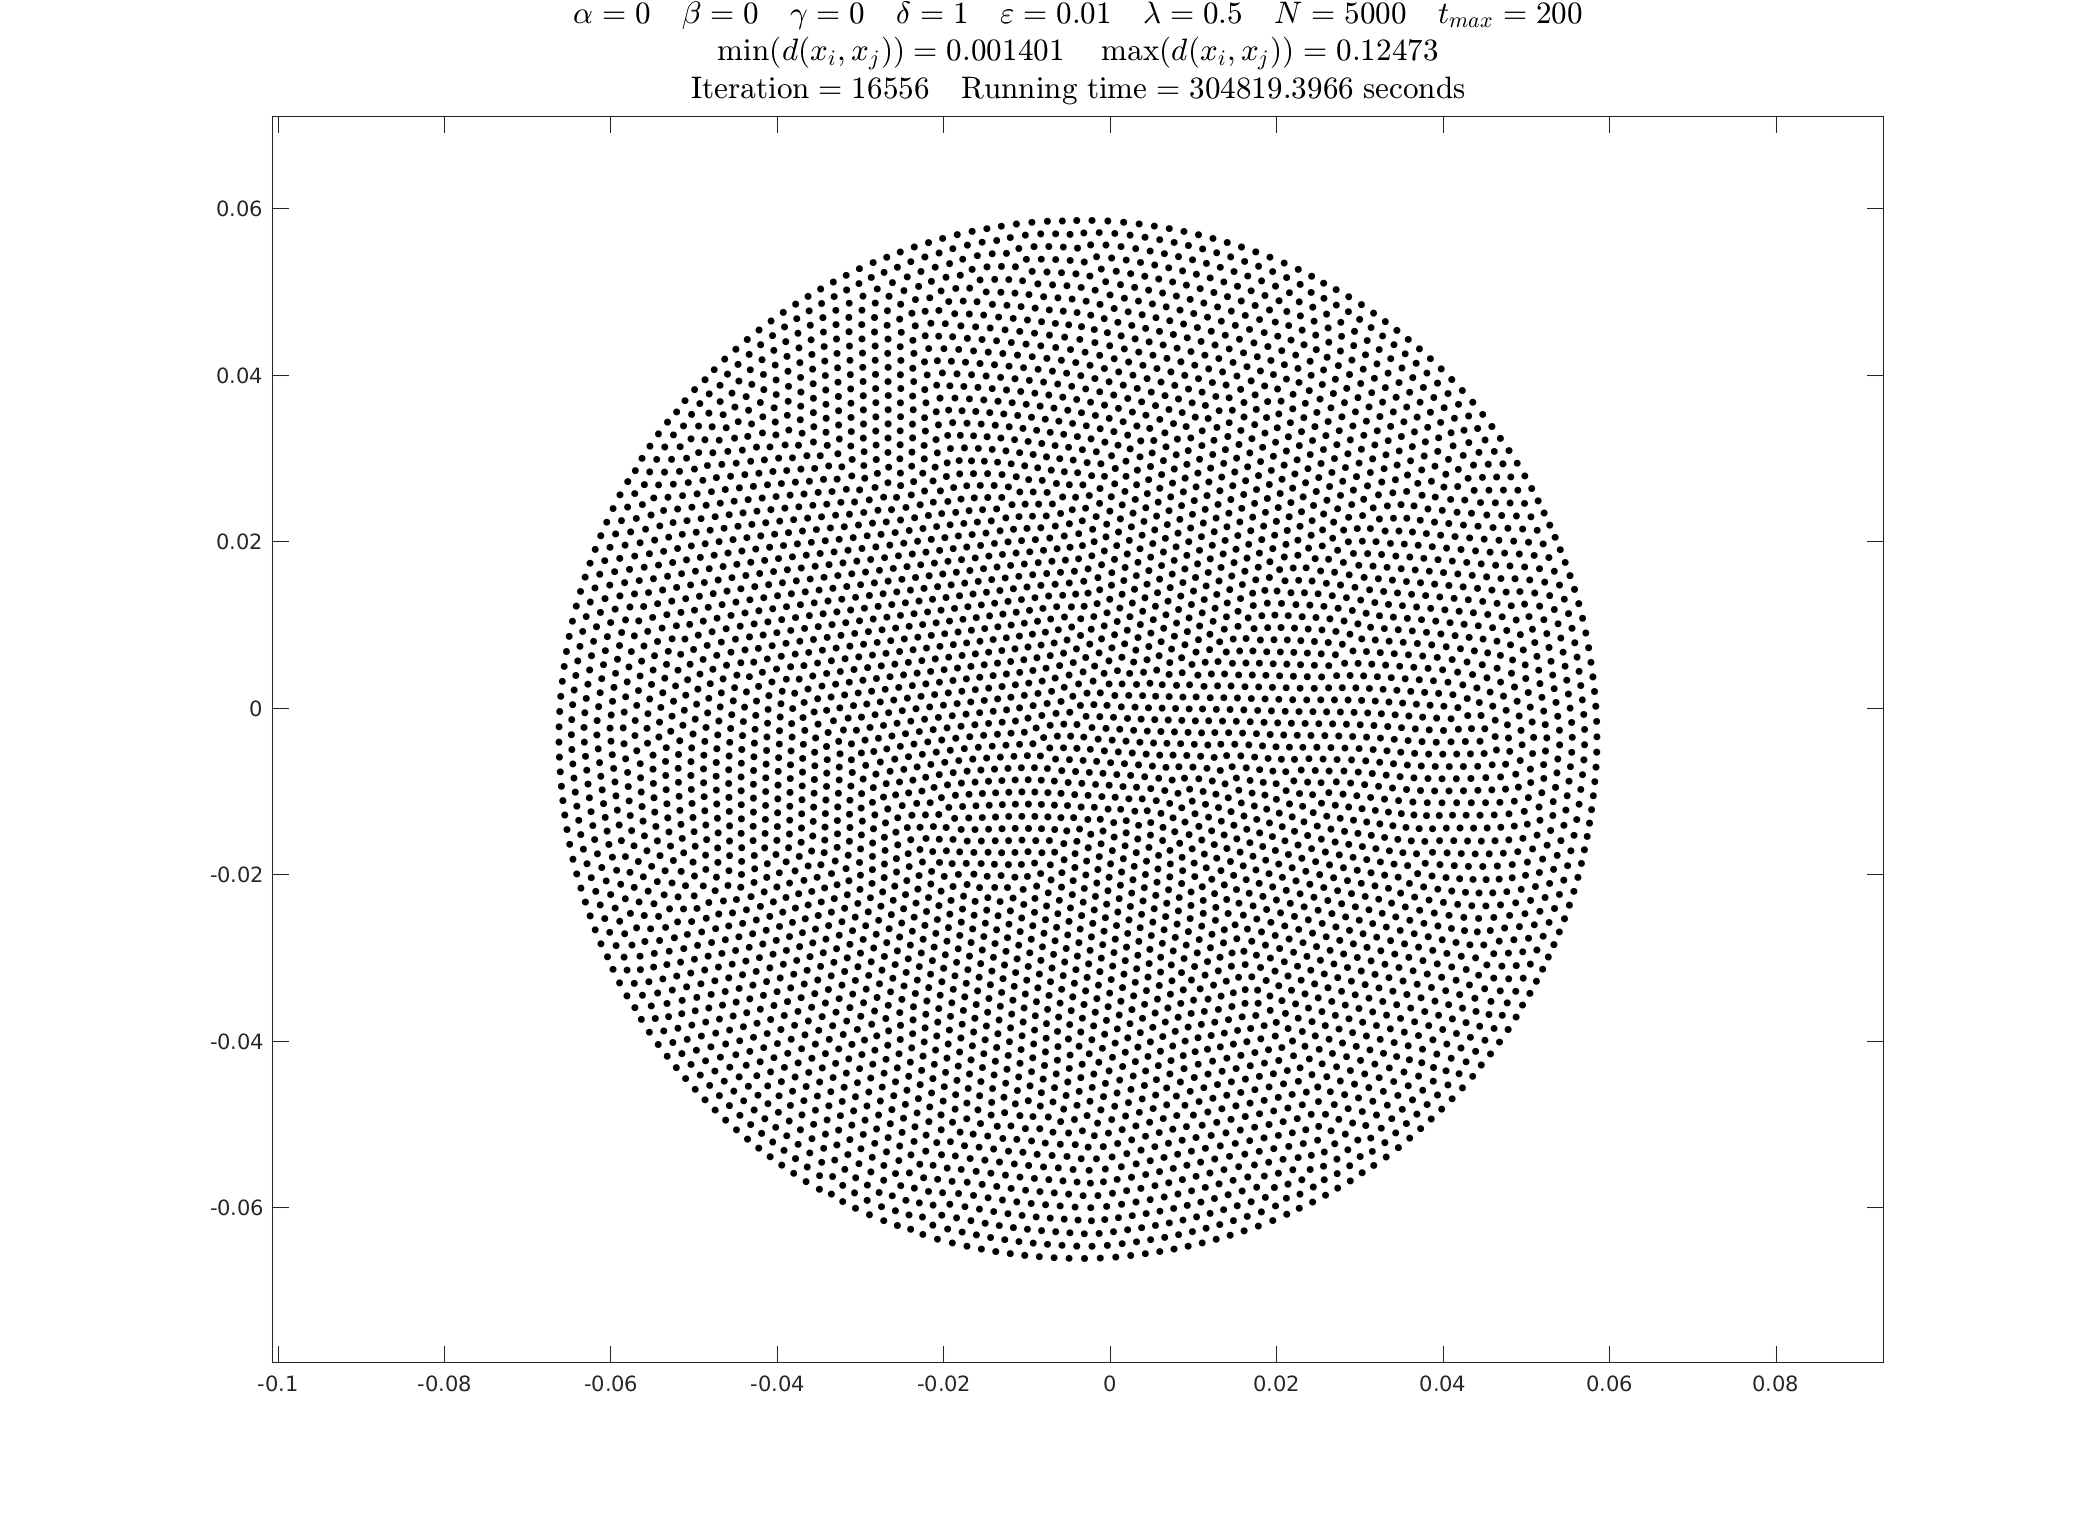 α = 0 β = 0 γ = 0 δ = 1 ε = 0.01 λ = 0.5 N = 5000 t_max = 200
min(d(x_i, x_j)) = 0.001401 max(d(x_i, x_j)) = 0.12473
Iteration = 16556 Running time = 304819.3966 seconds
0.06
0.04
0.02
0
-0.02
-0.04
-0.06
-0.1 -0.08 -0.06 -0.04 -0.02 0 0.02 0.04 0.06 0.08